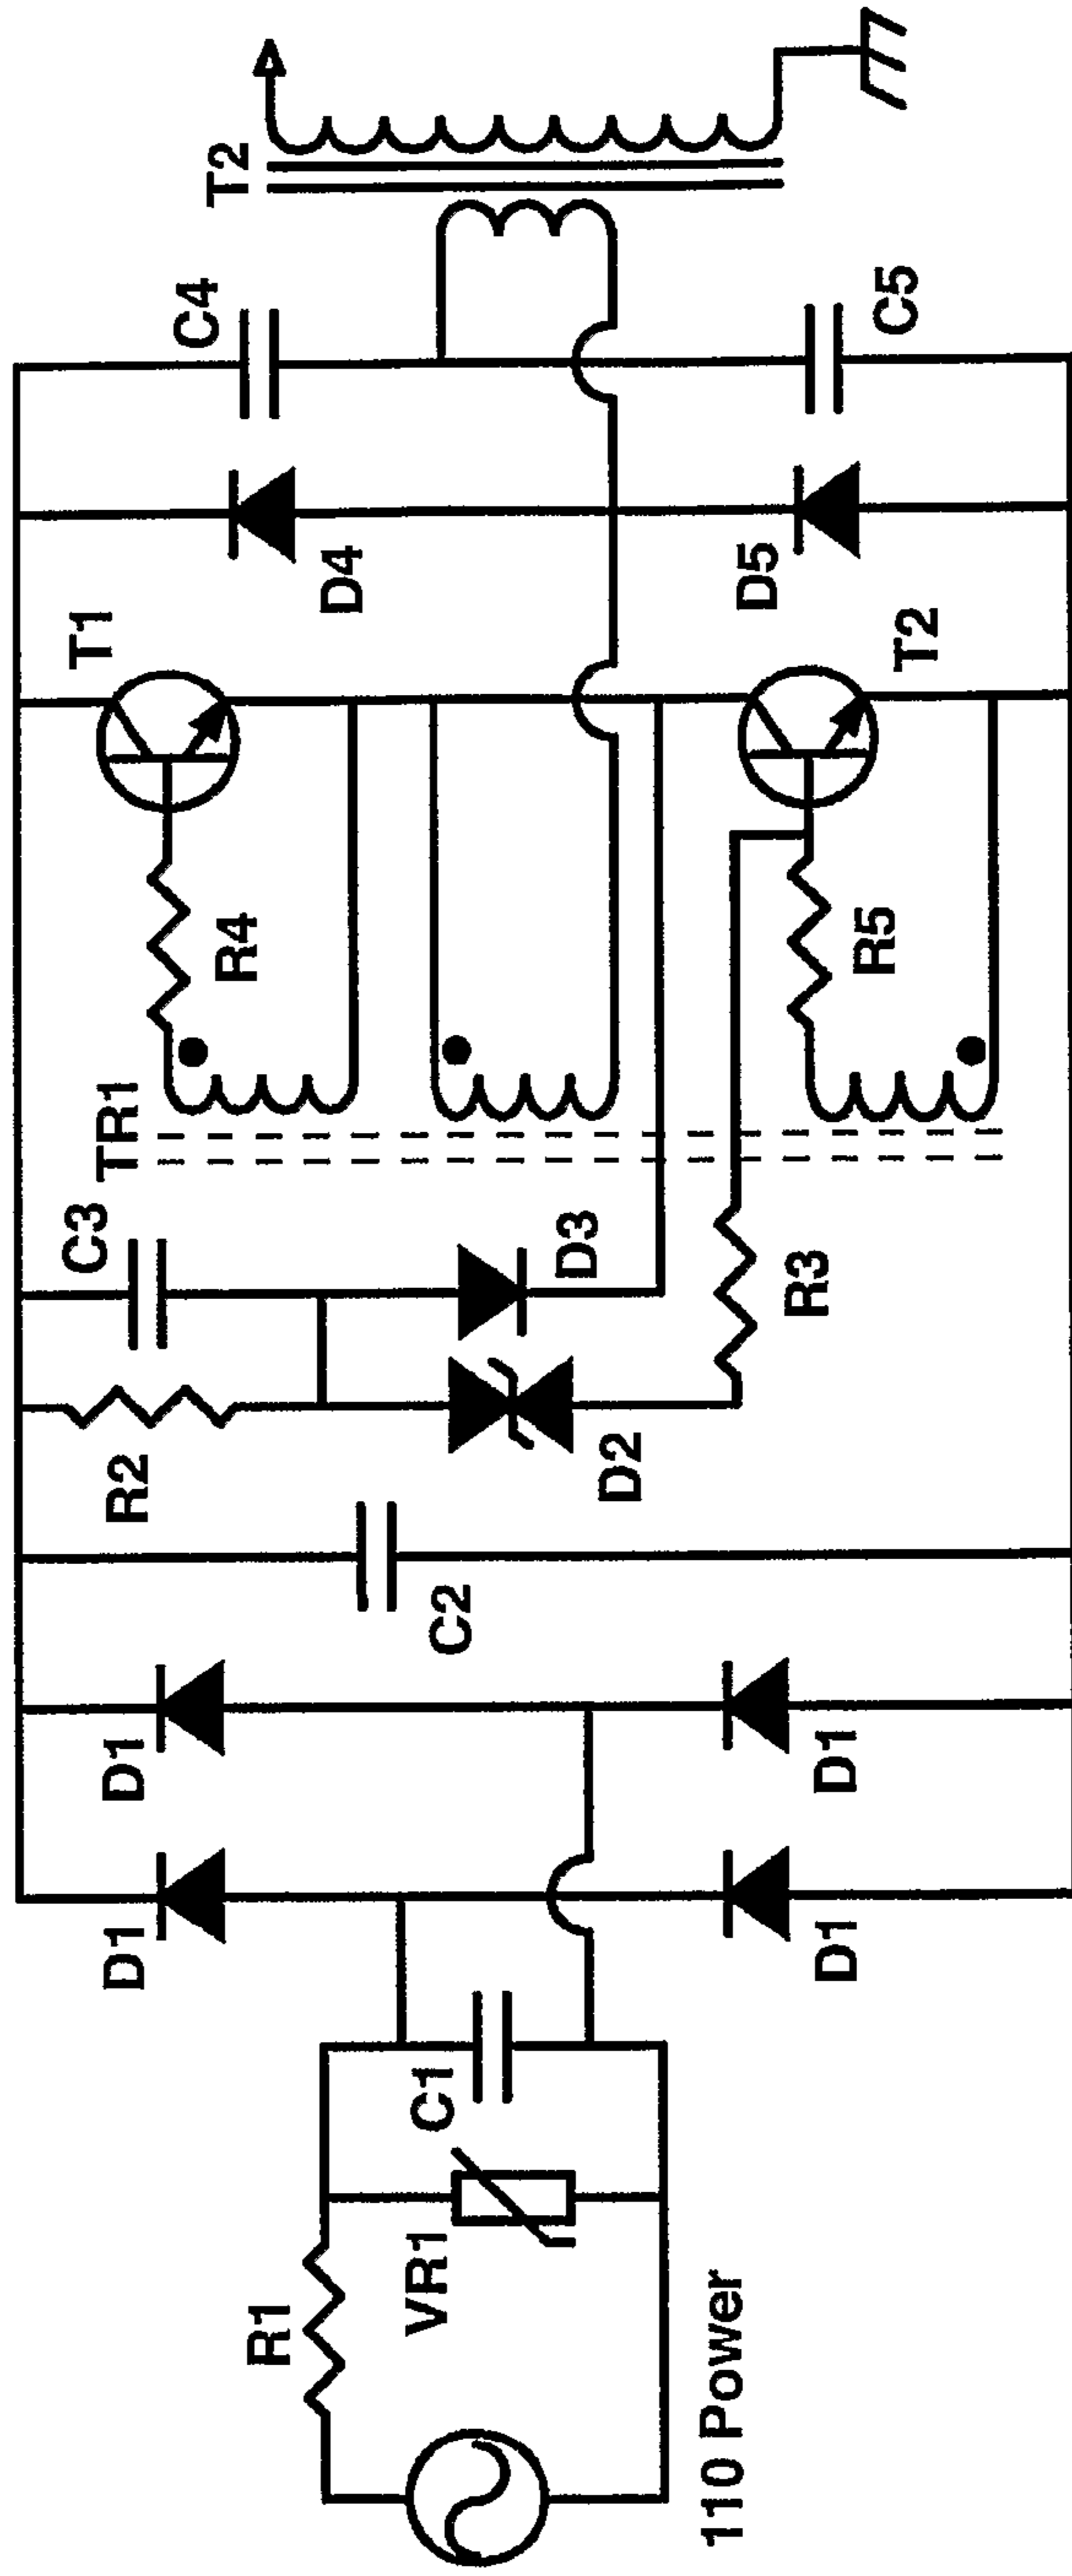 110 Power
R1
VR1
C1
D1
D1
D1
D1
C2
R2
C3
D2
D3
R3
TR1
R4
R5
T1
T2
D4
D5
C4
C5
T2